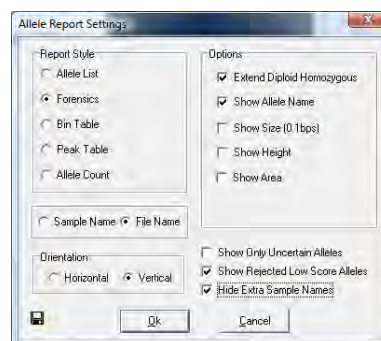 Allele Report Settings
Report Style
Allele List
Forensics
Bin Table
Peak Table
Allele Count
Sample Name File Name
Orientation
Horizontal Vertical
Options
Extend Diploid Homozygous
Show Allele Name
Show Size (0.1bps)
Show Height
Show Area
Show Only Uncertain Alleles
Show Rejected Low Score Alleles
Hide Extra Sample Names
Ok Cancel